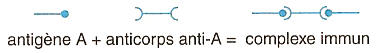 antigène A + anticorps anti-A = complexe immun